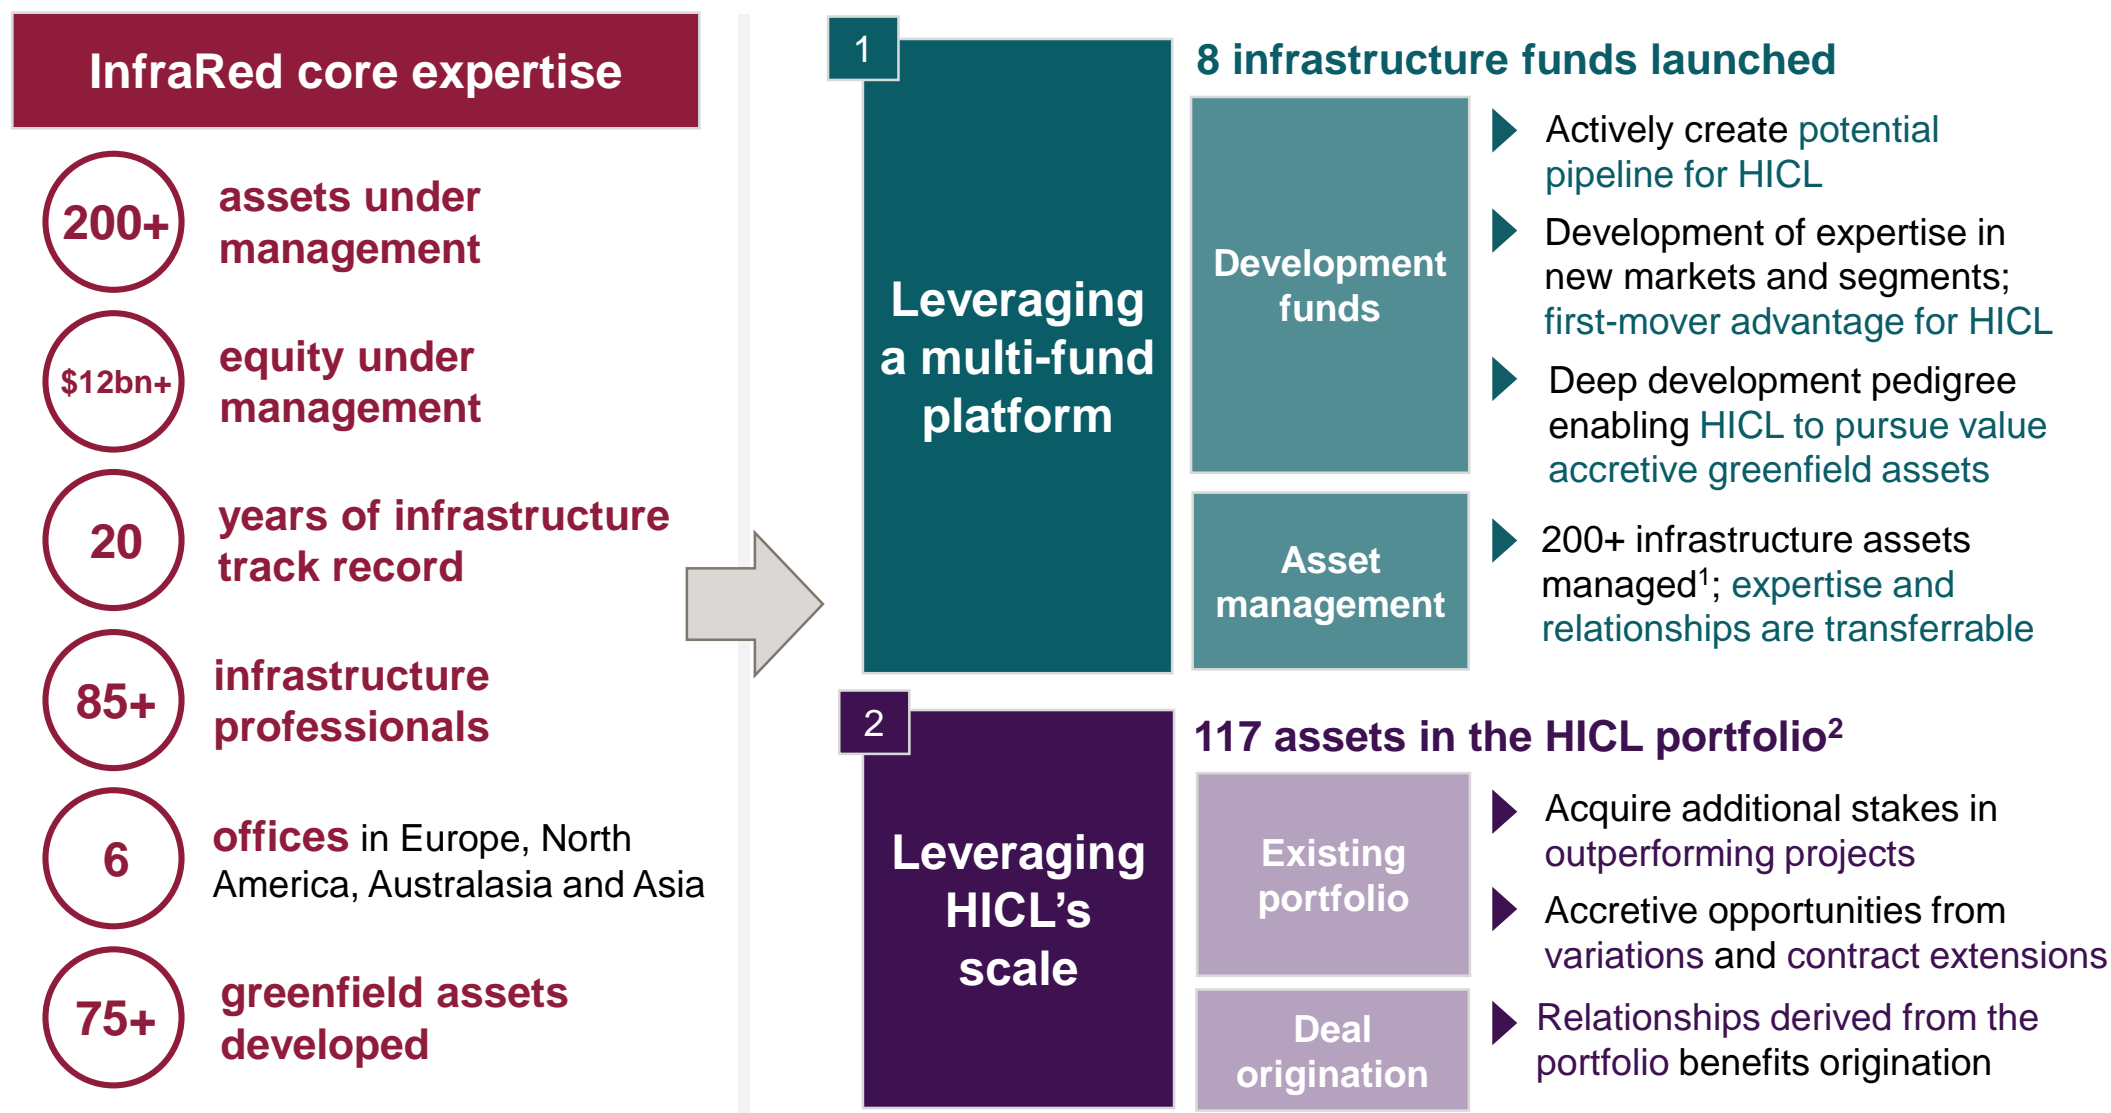 InfraRed core expertise
200+
assets under
management
$12bn+
equity under
management
20
years of infrastructure
track record
85+
infrastructure
professionals
6
offices in Europe, North
America, Australasia and Asia
75+
greenfield assets
developed
1
Leveraging
a multi-fund
platform
8 infrastructure funds launched
Development
funds
Actively create potential
pipeline for HICL
Development of expertise in
new markets and segments;
first-mover advantage for HICL
Deep development pedigree
enabling HICL to pursue value
accretive greenfield assets
Asset
management
200+ infrastructure assets
managed¹; expertise and
relationships are transferrable
2
Leveraging
HICL’s
scale
117 assets in the HICL portfolio²
Existing
portfolio
Acquire additional stakes in
outperforming projects
Accretive opportunities from
variations and contract extensions
Deal
origination
Relationships derived from the
portfolio benefits origination